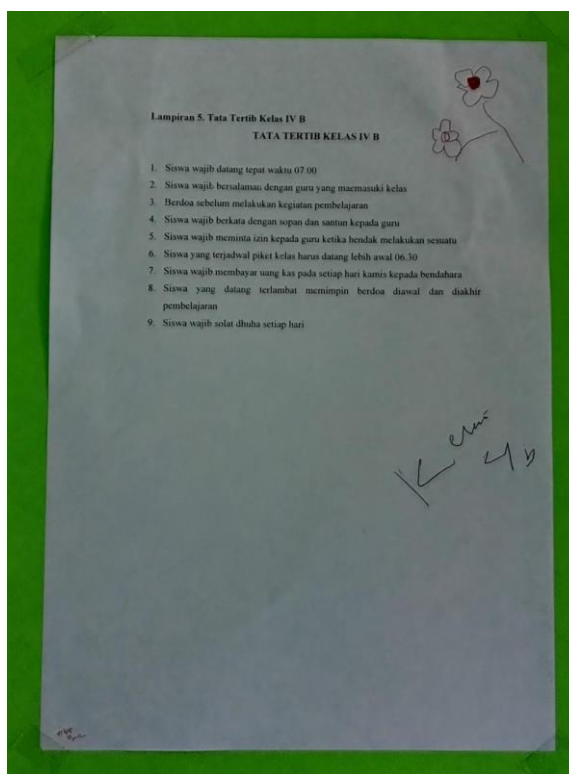 Lampiran 5. Tata Tertib Kelas IV B
TATA TERTIB KELAS IV B
1. Siswa wajib datang tepat waktu 07.00
2. Siswa wajib bersalaman dengan guru yang maemasuki kelas
3. Berdoa sebelum melakukan kegiatan pembelajaran
4. Siswa wajib berkata dengan sopan dan santun kepada guru
5. Siswa wajib meminta izin kepada guru ketika hendak melakukan sesuatu
6. Siswa yang terjadwal piket kelas harus datang lebih awal 06.30
7. Siswa wajib membayar uang kas pada setiap hari kamis kepada bendahara
8. Siswa yang datang terlambat memimpin berdoa diawal dan diakhir
pembelajaran
9. Siswa wajib solat dhuha setiap hari
4b